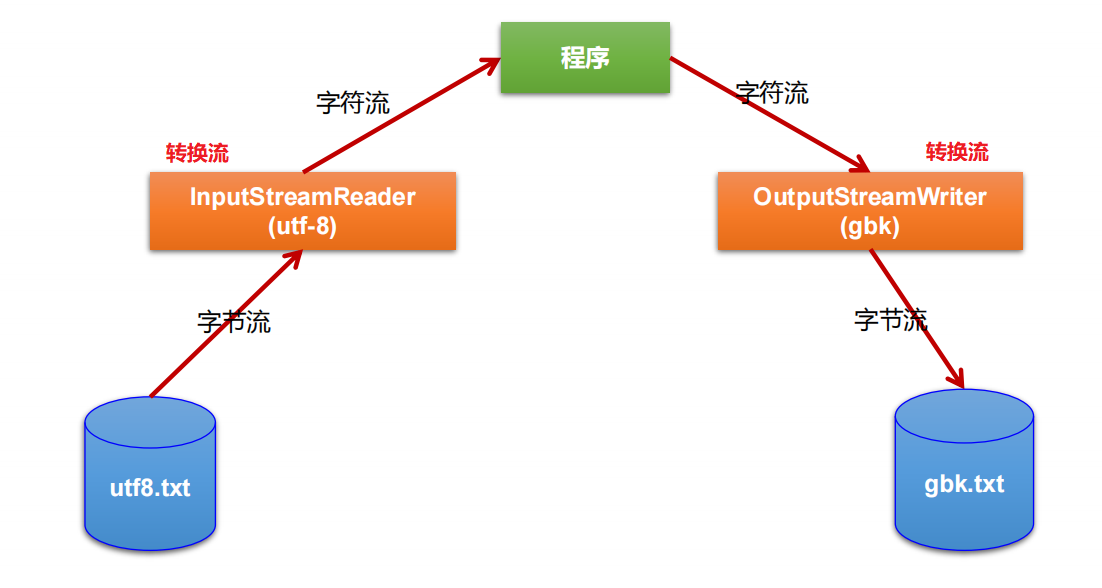 程序
字符流
字符流
转换流
转换流
InputStreamReader
(utf-8)
OutputStreamWriter
(gbk)
字节流
字节流
utf8.txt
gbk.txt